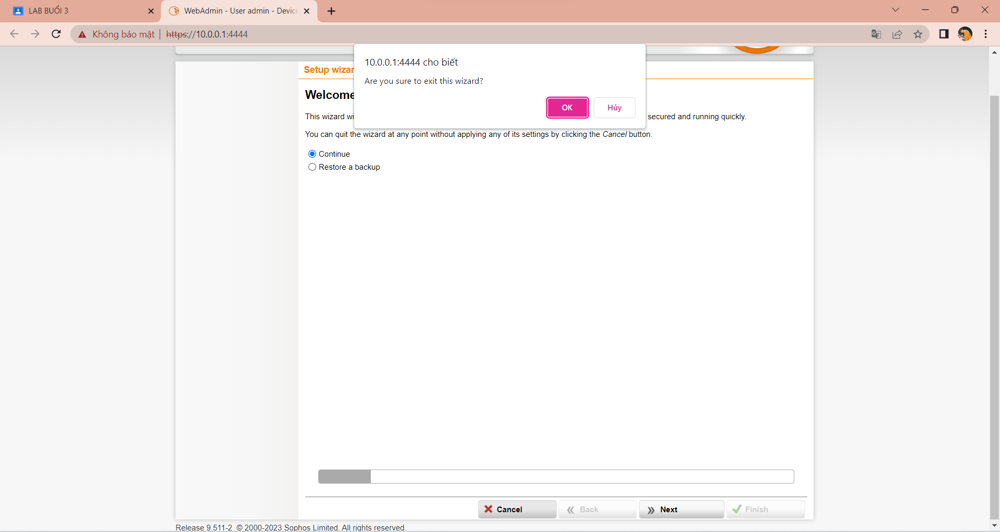 LAB BUỔI 3
WebAdmin - User admin - Device
Không bảo mật
https://10.0.0.1:4444
10.0.0.1:4444 cho biết
Are you sure to exit this wizard?
OK
Hủy
Setup wizar
Welcome
This wizard wi
secured and running quickly.
You can quit the wizard at any point without applying any of its settings by clicking the Cancel button.
Continue
Restore a backup
Cancel
Back
Next
Finish
Release 9.511-2 © 2000-2023 Sophos Limited. All rights reserved.